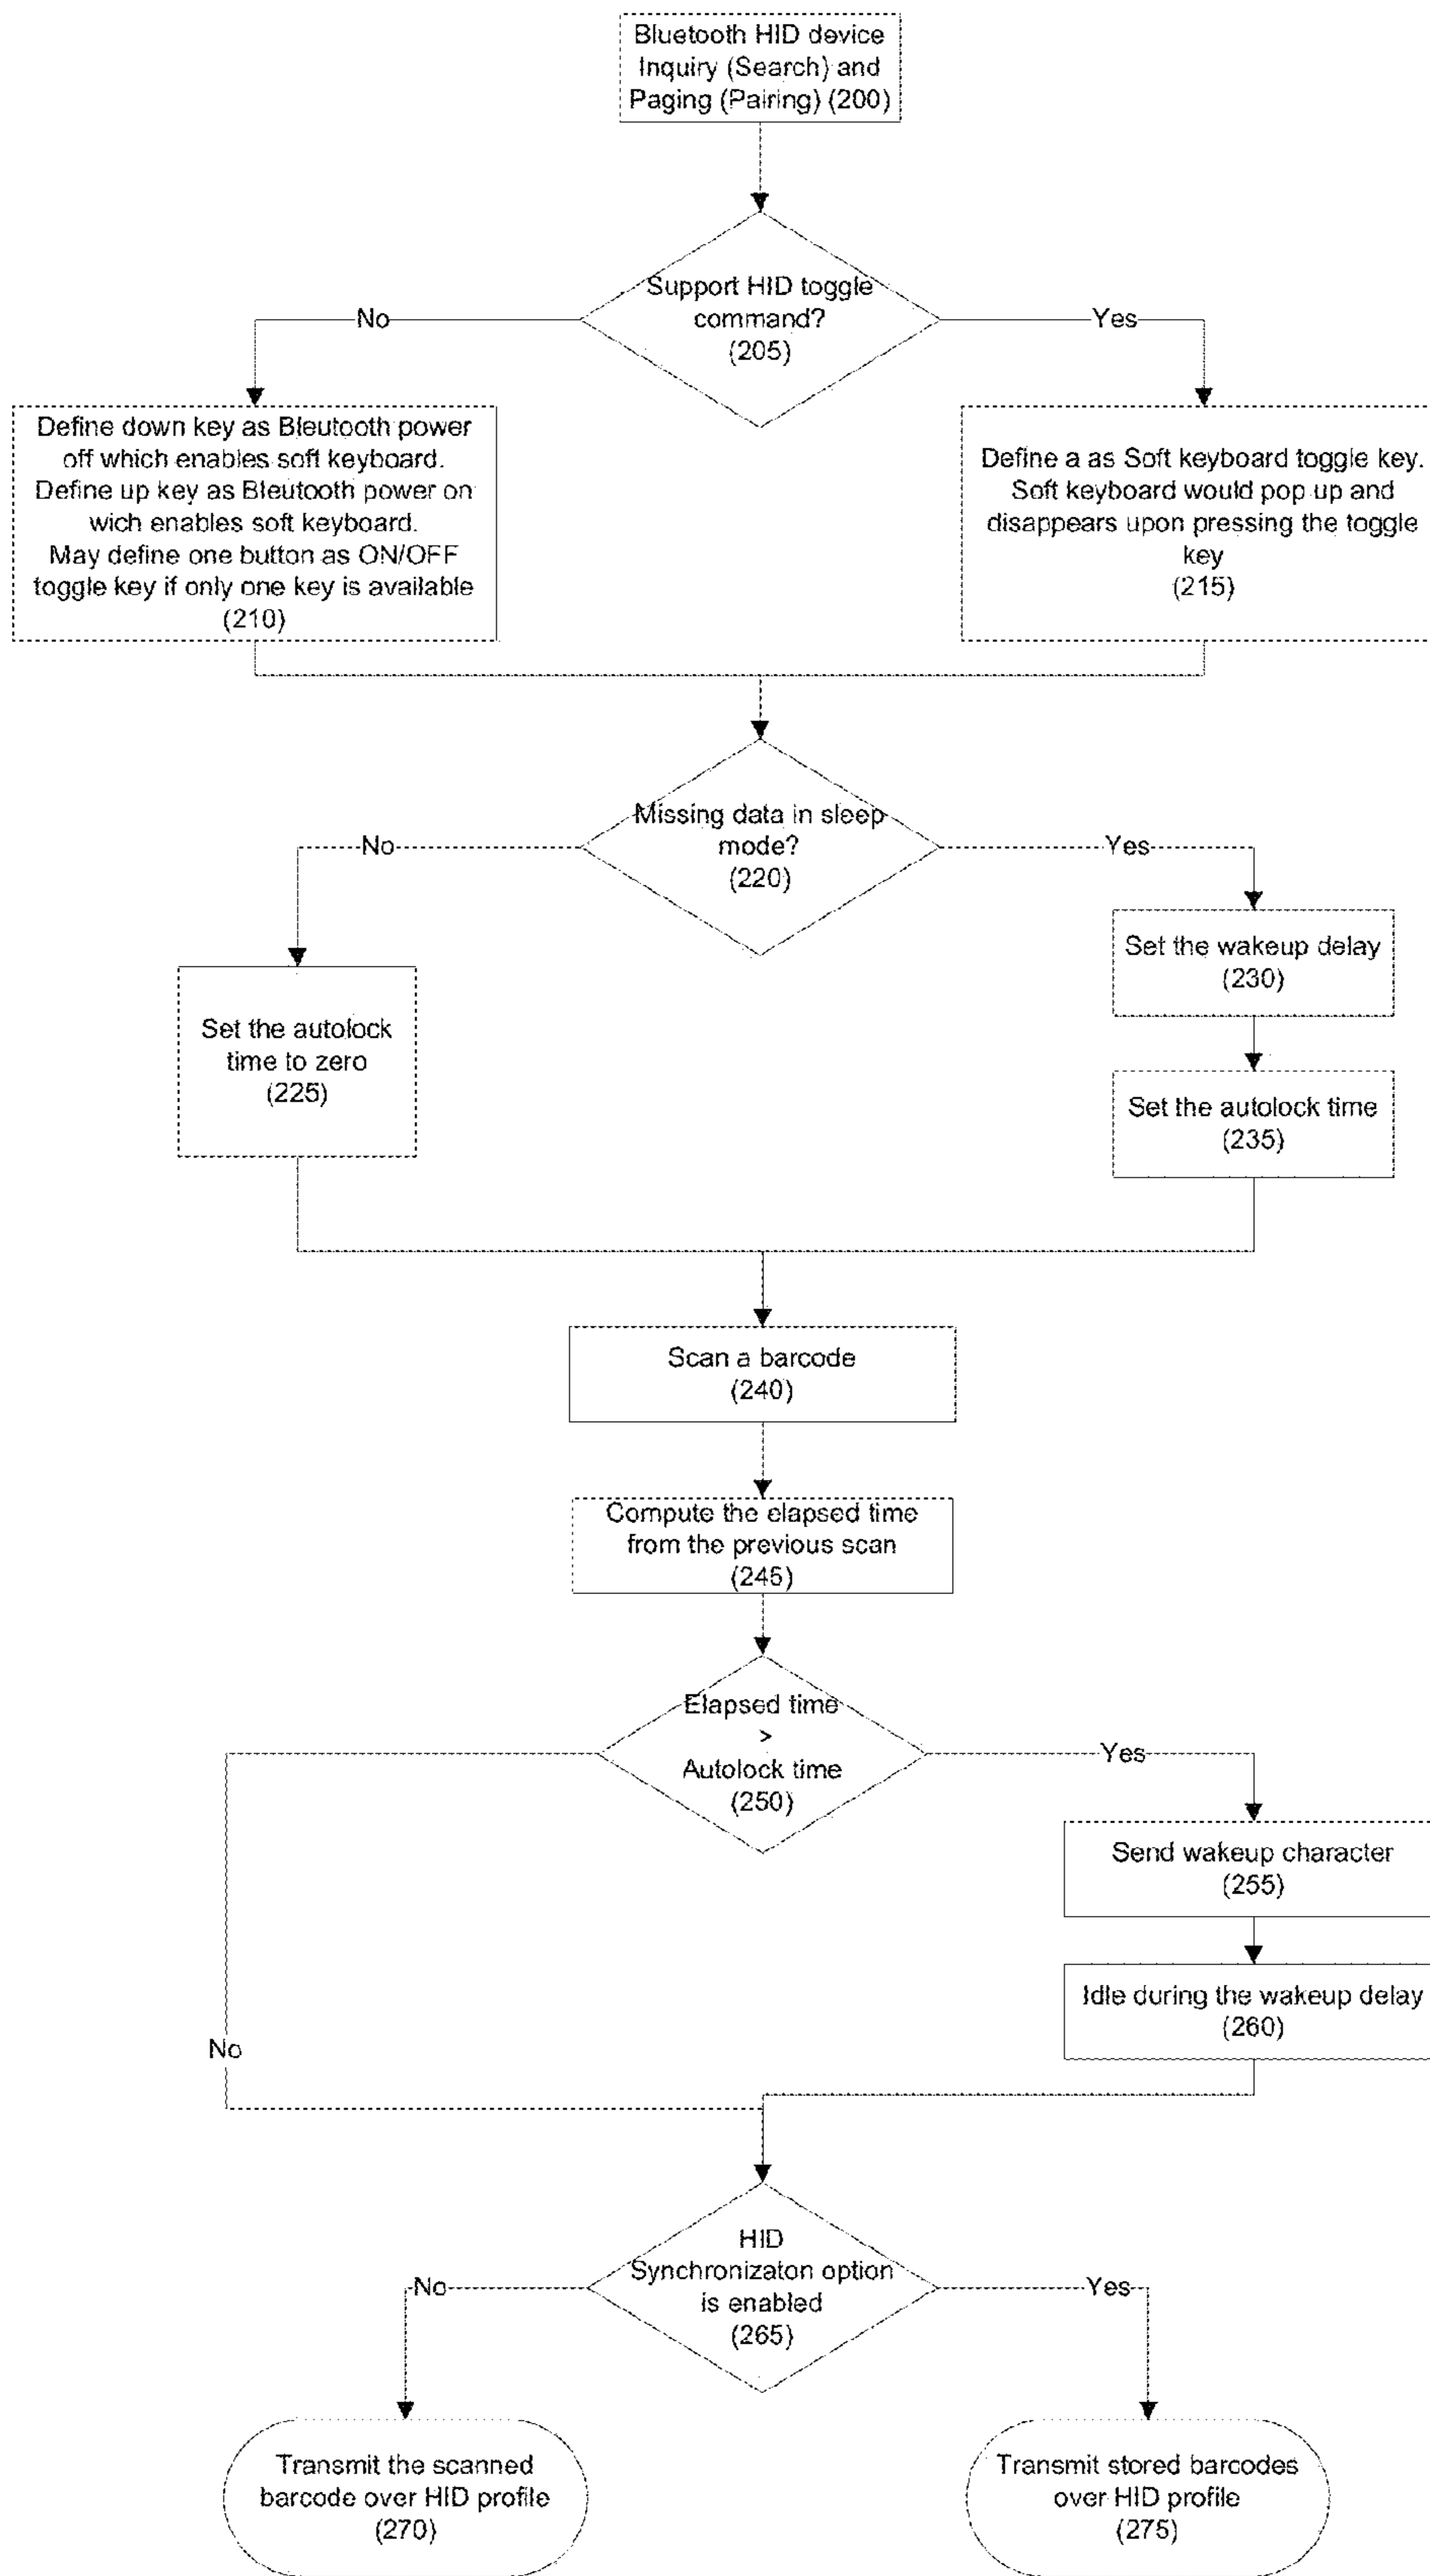 Bluetooth HID device
Inquiry (Search) and
Paging (Pairing) (200)
Support HID toggle
command?
(205)
No
Yes
Define down key as Bleutooth power
off which enables soft keyboard.
Define up key as Bleutooth power on
wich enables soft keyboard.
May define one button as ON/OFF
toggle key if only one key is available
(210)
Define a as Soft keyboard toggle key.
Soft keyboard would pop up and
disappears upon pressing the toggle
key
(215)
Missing data in sleep
mode?
(220)
No
Yes
Set the autolock
time to zero
(225)
Set the wakeup delay
(230)
Set the autolock time
(235)
Scan a barcode
(240)
Compute the elapsed time
from the previous scan
(245)
Elapsed time
>
Autolock time
(250)
Yes
Send wakeup character
(255)
Idle during the wakeup delay
(260)
No
HID
Synchronizaton option
is enabled
(265)
No
Yes
Transmit the scanned
barcode over HID profile
(270)
Transmit stored barcodes
over HID profile
(275)